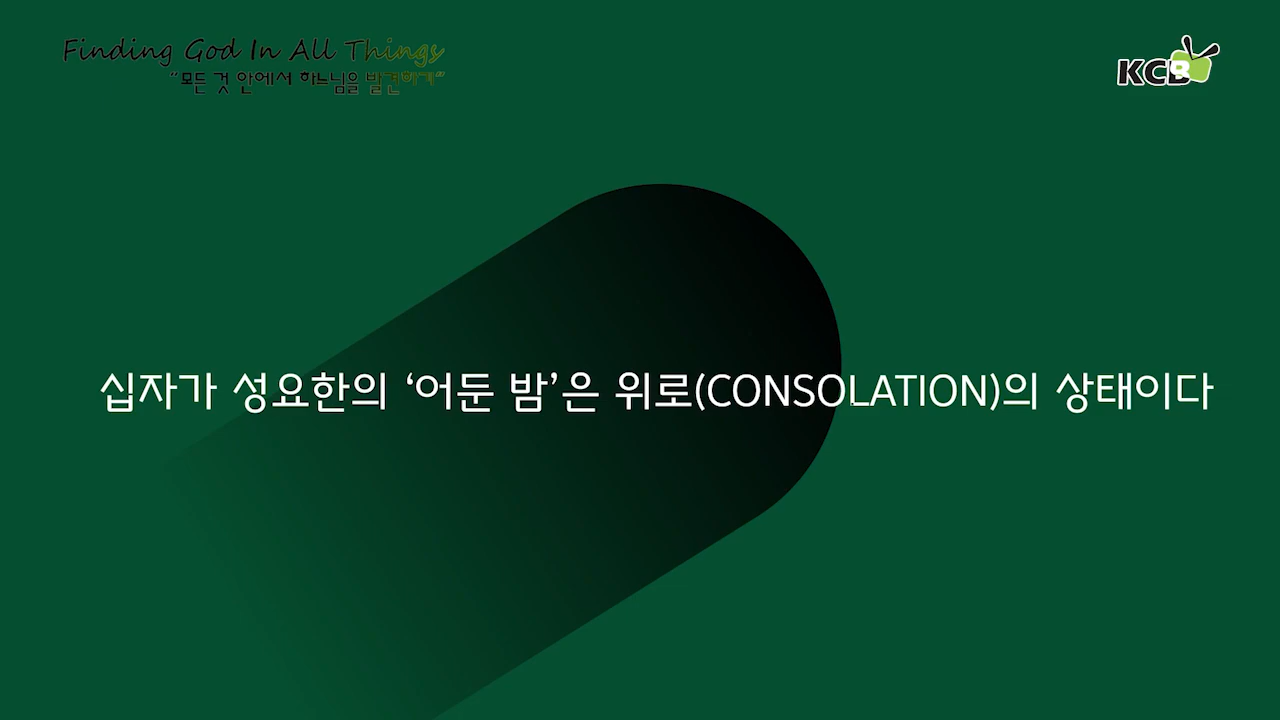 Finding God In All Things
“모든 것 안에서 하느님을 발견하기”
KCB
십자가 성요한의 ‘어둔 밤’은 위로(CONSOLATION)의 상태이다